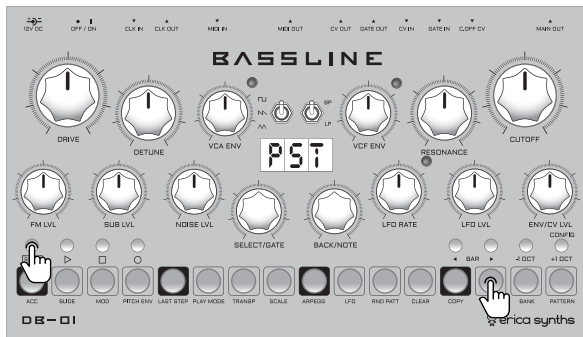 12V DC OFF / ON CLK IN CLK OUT MIDI IN MIDI OUT CV OUT GATE OUT CV IN GATE IN C.OFF CV MAIN OUT
BASSLINE
BP
LP
DRIVE DETUNE VCA ENV VCF ENV RESONANCE CUTOFF
PST
FM LVL SUB LVL NOISE LVL SELECT/GATE BACK/NOTE LFO RATE LFO LVL ENV/CV LVL
CONFIG
BAR -1 OCT +1 OCT
ACC SLIDE MOD PITCH ENV LAST STEP PLAY MODE TRANSP SCALE ARPEGG LFO RND PATT CLEAR COPY BANK PATTERN
DB-01 erica synths